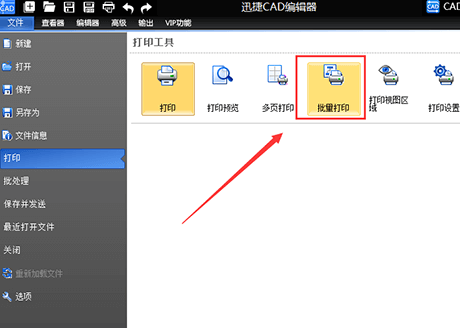 CAD
迅捷CAD编辑器
CAD
文件 查看器 编辑器 高级 输出 VIP功能
新建
打开
保存
另存为
文件信息
打印
批处理
保存并发送
最近打开文件
关闭
重新加载文件
选项
打印工具
打印
打印预览
多页打印
批量打印
打印视图区
域
打印设置